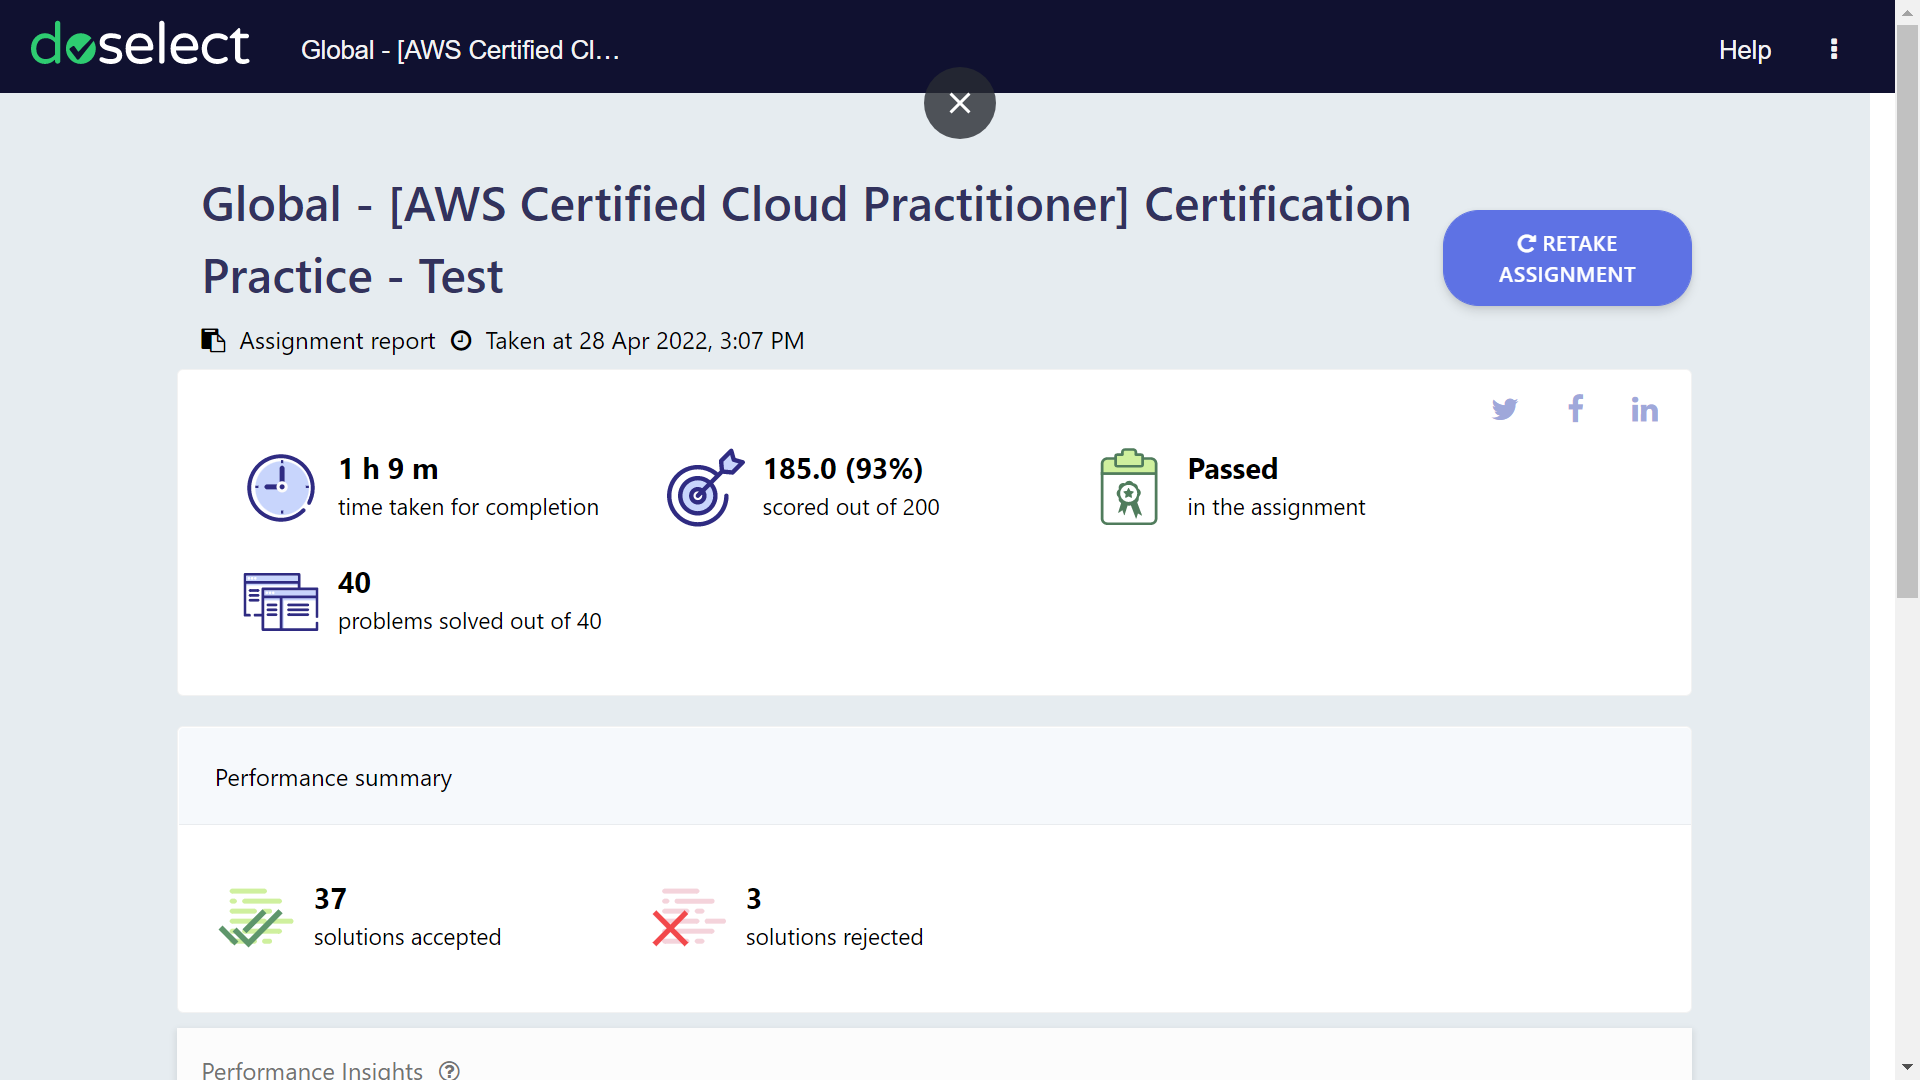 doselect
Global - [AWS Certified Cl...
Help
Global - [AWS Certified Cloud Practitioner] Certification
Practice - Test
RETAKE
ASSIGNMENT
Assignment report Taken at 28 Apr 2022, 3:07 PM
1 h 9 m
time taken for completion
185.0 (93%)
scored out of 200
Passed
in the assignment
40
problems solved out of 40
Performance summary
37
solutions accepted
3
solutions rejected
Performance Insights